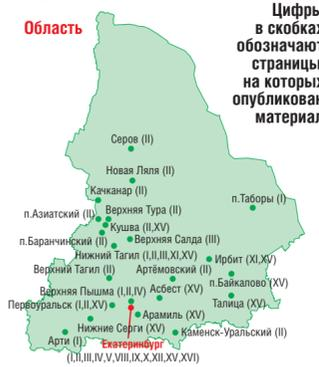 Область
Цифры
в скобках
обозначают
страницы,
на которых
опубликован
материал
Серов (II)
Новая Ляля (II)
Качканар (II)
п.Таборы (I)
п.Азиатский (II)
Верхняя Тура (II)
Кушва (II,XV)
п.Баранчинский (II)
Верхняя Салда (III)
Нижний Тагил (I,II,III,XI,XV)
Ирбит (XI,XV)
Верхний Тагил (II)
Артёмовский (II)
п.Байкалово (XV)
Верхняя Пышма (I,II,IV)
Асбест (XV)
Первоуральск (I,II,XV)
Талица (XV)
Арамиль (XV)
Нижние Серги (XV)
Каменск-Уральский (II)
Арти (I)
Екатеринбург
(I,II,III,IV,V,VIII,IX,X,XII,XV,XVI)